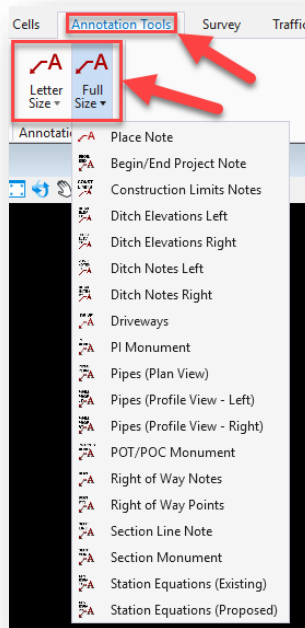 Cells Annotation Tools Survey Traffi
A A
Letter Full
Size Size
Annotati
Place Note
Begin/End Project Note
Construction Limits Notes
Ditch Elevations Left
Ditch Elevations Right
Ditch Notes Left
Ditch Notes Right
Driveways
PI Monument
Pipes (Plan View)
Pipes (Profile View - Left)
Pipes (Profile View - Right)
POT/POC Monument
Right of Way Notes
Right of Way Points
Section Line Note
Section Monument
Station Equations (Existing)
Station Equations (Proposed)